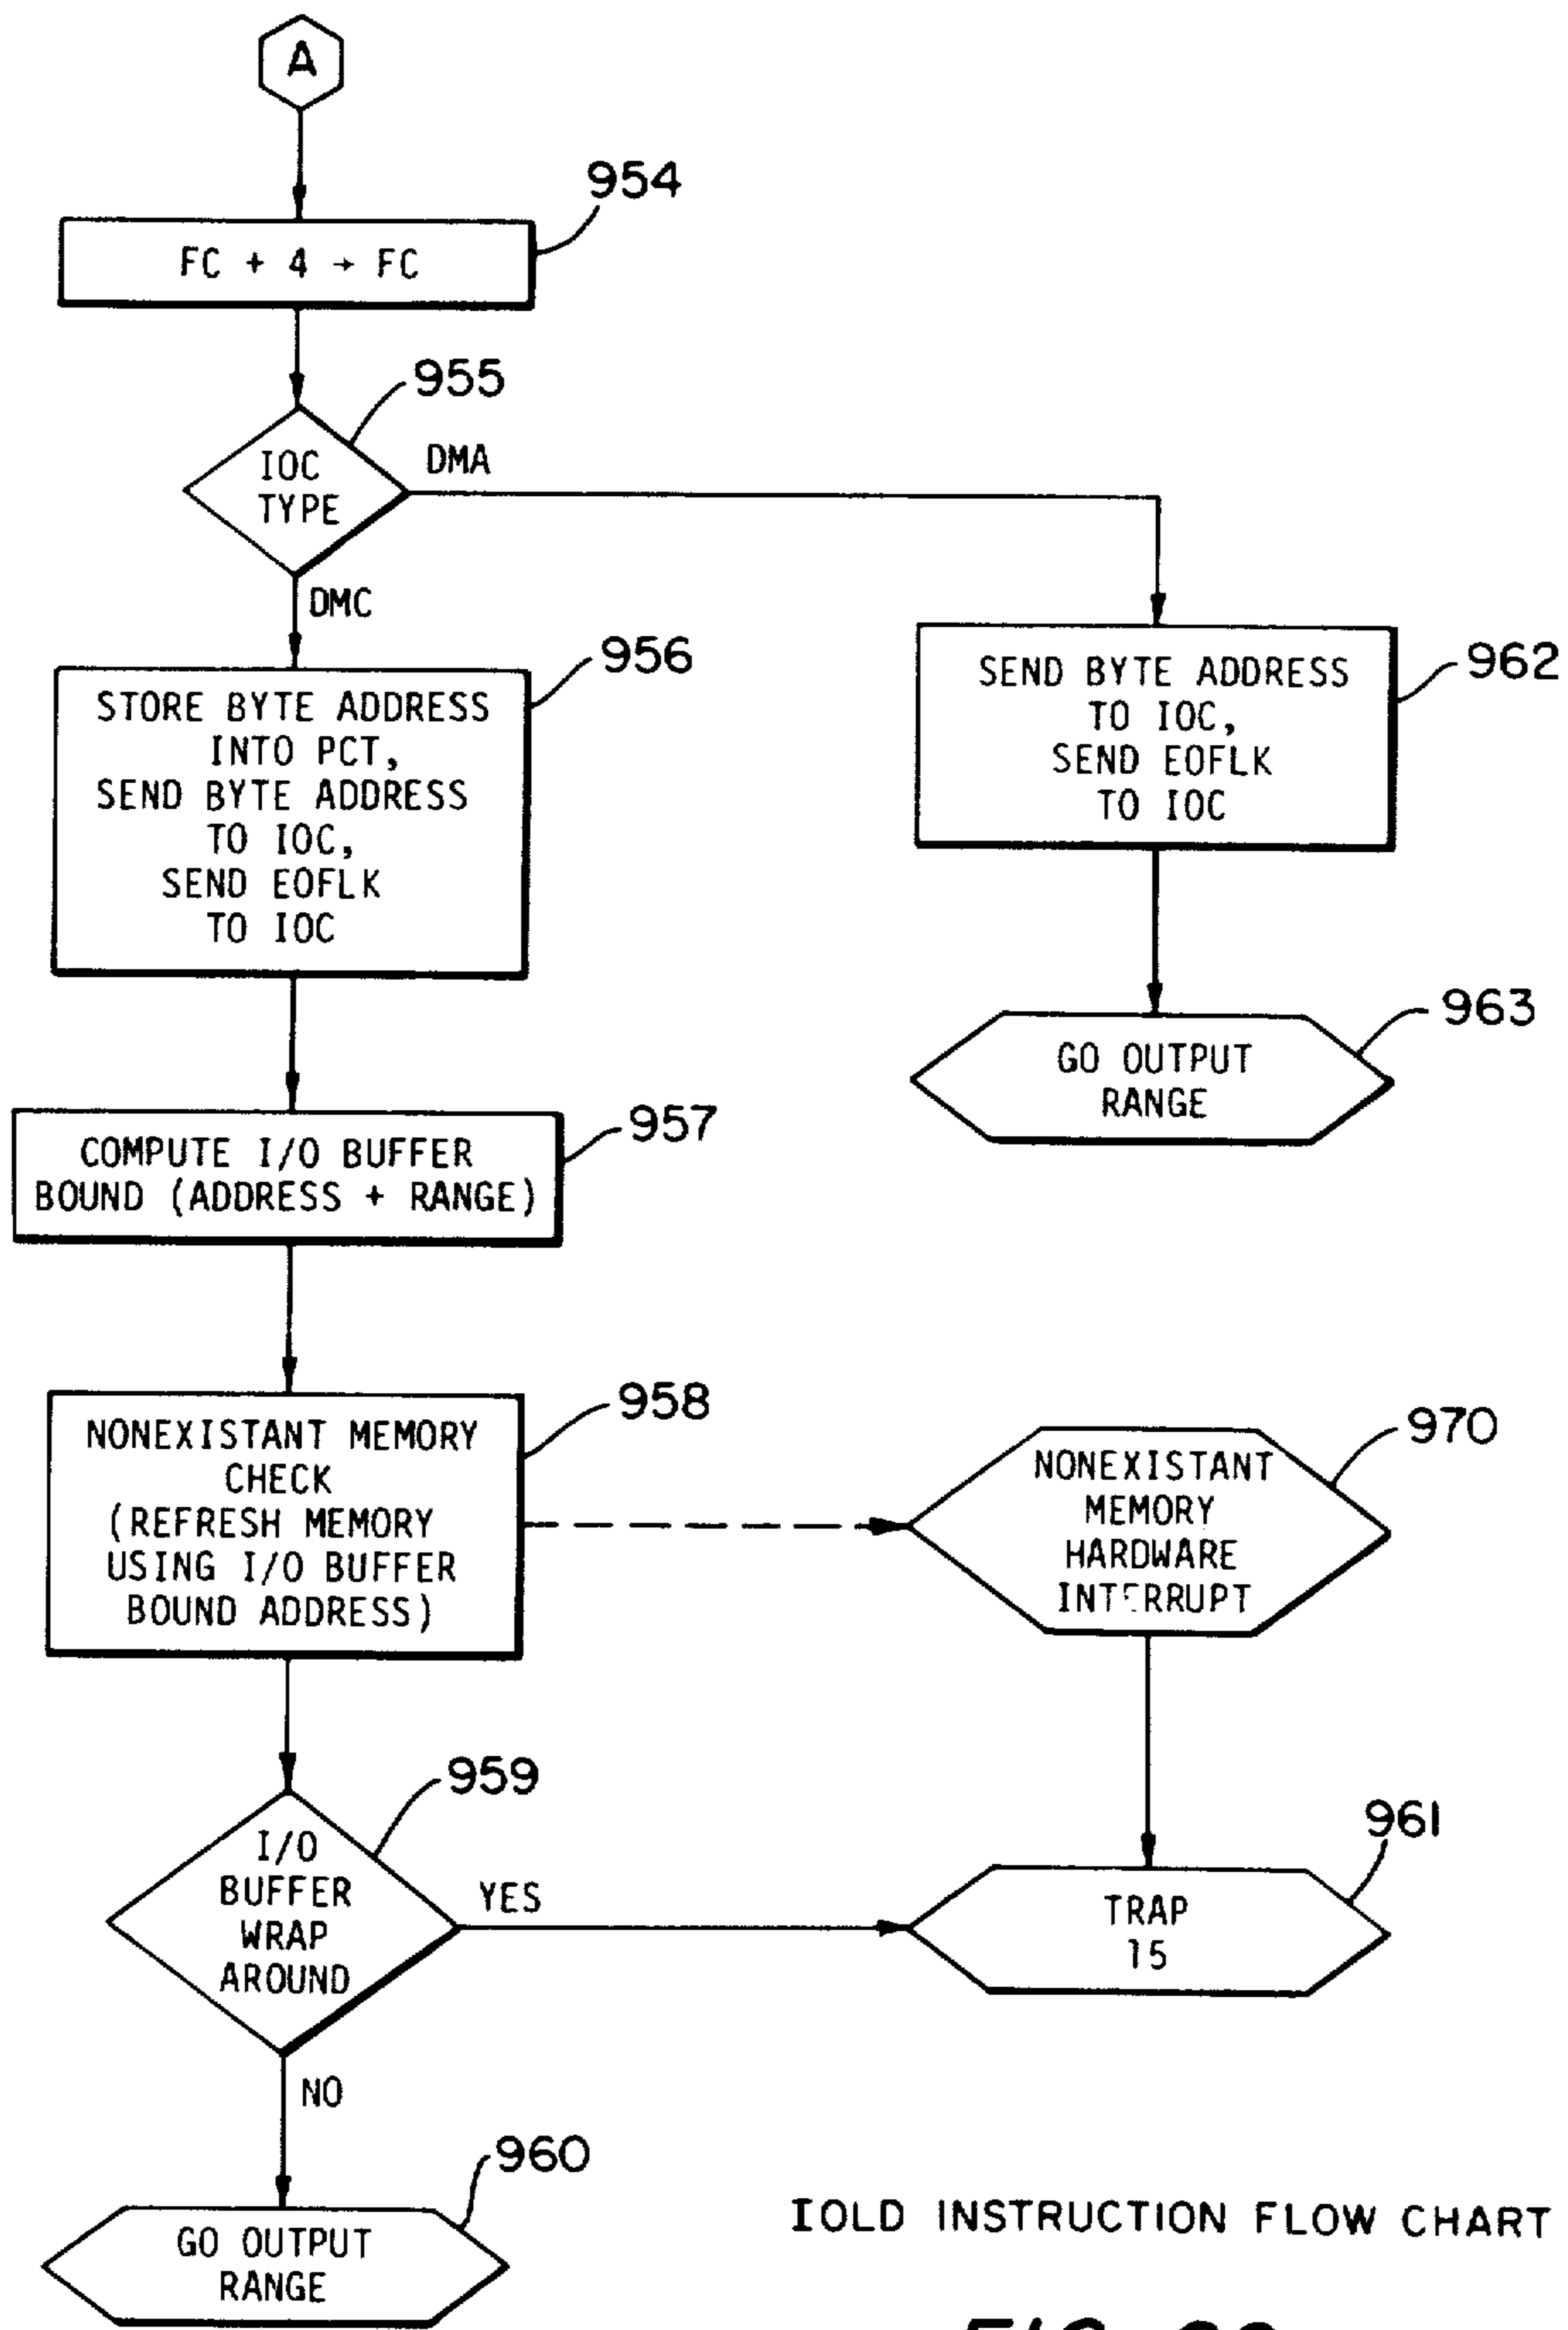 A
954
FC + 4 → FC
955
IOC
TYPE
DMA
DMC
956
STORE BYTE ADDRESS
INTO PCT,
SEND BYTE ADDRESS
TO IOC,
SEND EOFLK
TO IOC
962
SEND BYTE ADDRESS
TO IOC,
SEND EOFLK
TO IOC
963
GO OUTPUT
RANGE
957
COMPUTE I/O BUFFER
BOUND (ADDRESS + RANGE)
958
NONEXISTANT MEMORY
CHECK
(REFRESH MEMORY
USING I/O BUFFER
BOUND ADDRESS)
970
NONEXISTANT
MEMORY
HARDWARE
INTERRUPT
959
I/O
BUFFER
WRAP
AROUND
YES
961
TRAP
15
NO
960
GO OUTPUT
RANGE
IOLD INSTRUCTION FLOW CHART